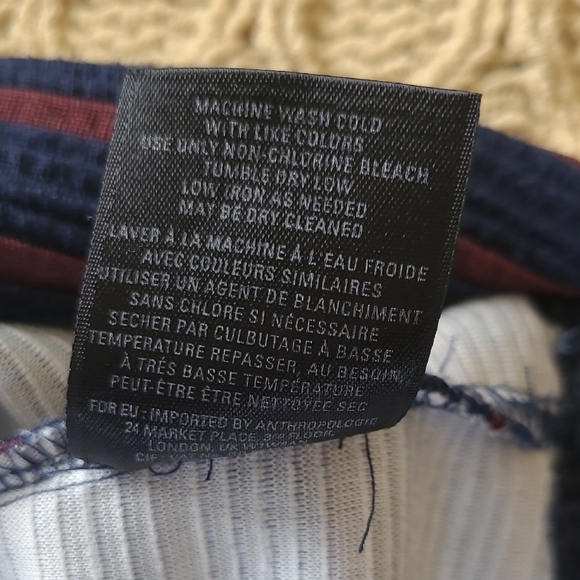 MACHINE WASH COLD
WITH LIKE COLORS
USE ONLY NON-CHLORINE BLEACH
TUMBLE DRY LOW
LOW IRON AS NEEDED
MAY BE DRY CLEANED
LAVER À LA MACHINE À L'EAU FROIDE
AVEC COULEURS SIMILAIRES
UTILISER UN AGENT DE BLANCHIMENT
SANS CHLORE SI NÉCESSAIRE
SECHER PAR CULBUTAGE À BASSE
TEMPERATURE REPASSER, AU BESOIN,
À TRÈS BASSE TEMPÉRATURE
PEUT-ÊTRE ÊTRE NETTOYÉE SEC
FOR EU: IMPORTED BY ANTHROPOLOGIE
24 MARKET PLACE, 3RD FLOOR,
LONDON, UK